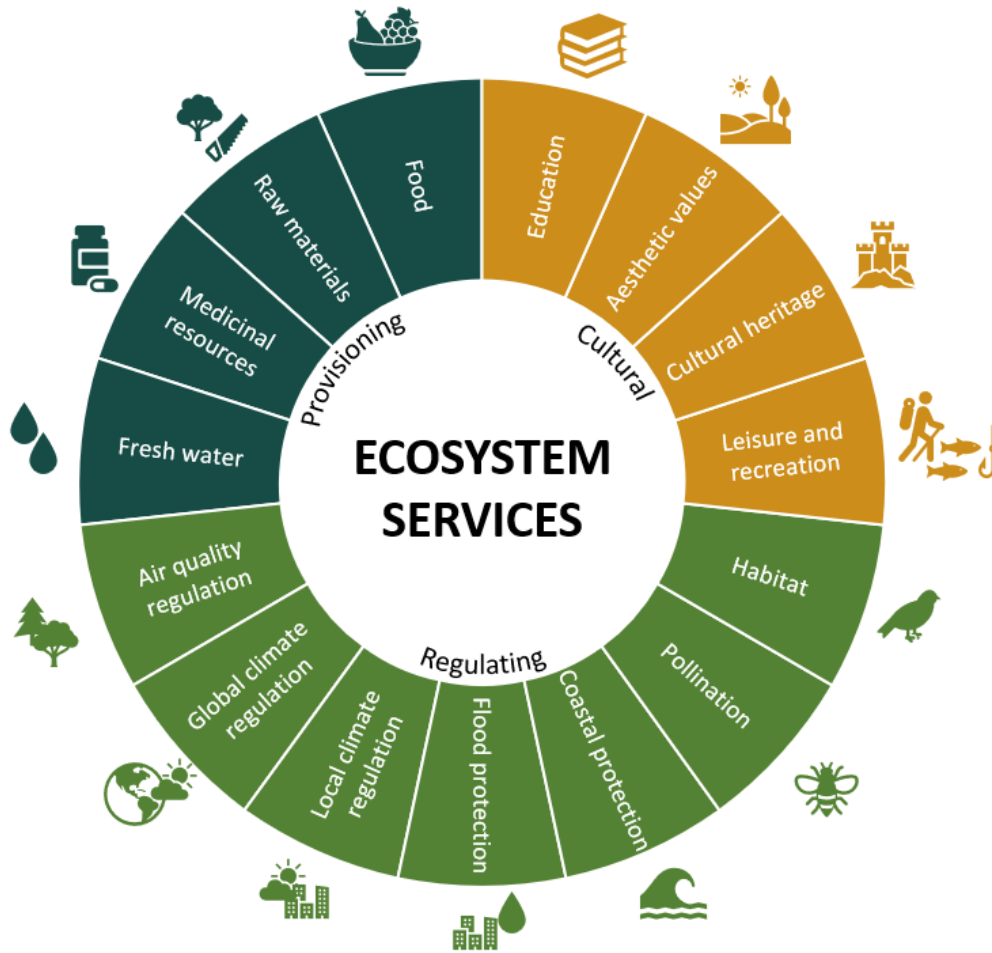 ECOSYSTEM
SERVICES
Provisioning
Food
Raw materials
Medicinal
resources
Fresh water
Cultural
Education
Aesthetic values
Cultural heritage
Leisure and
recreation
Regulating
Habitat
Pollination
Coastal protection
Flood protection
Local climate
regulation
Global climate
regulation
Air quality
regulation